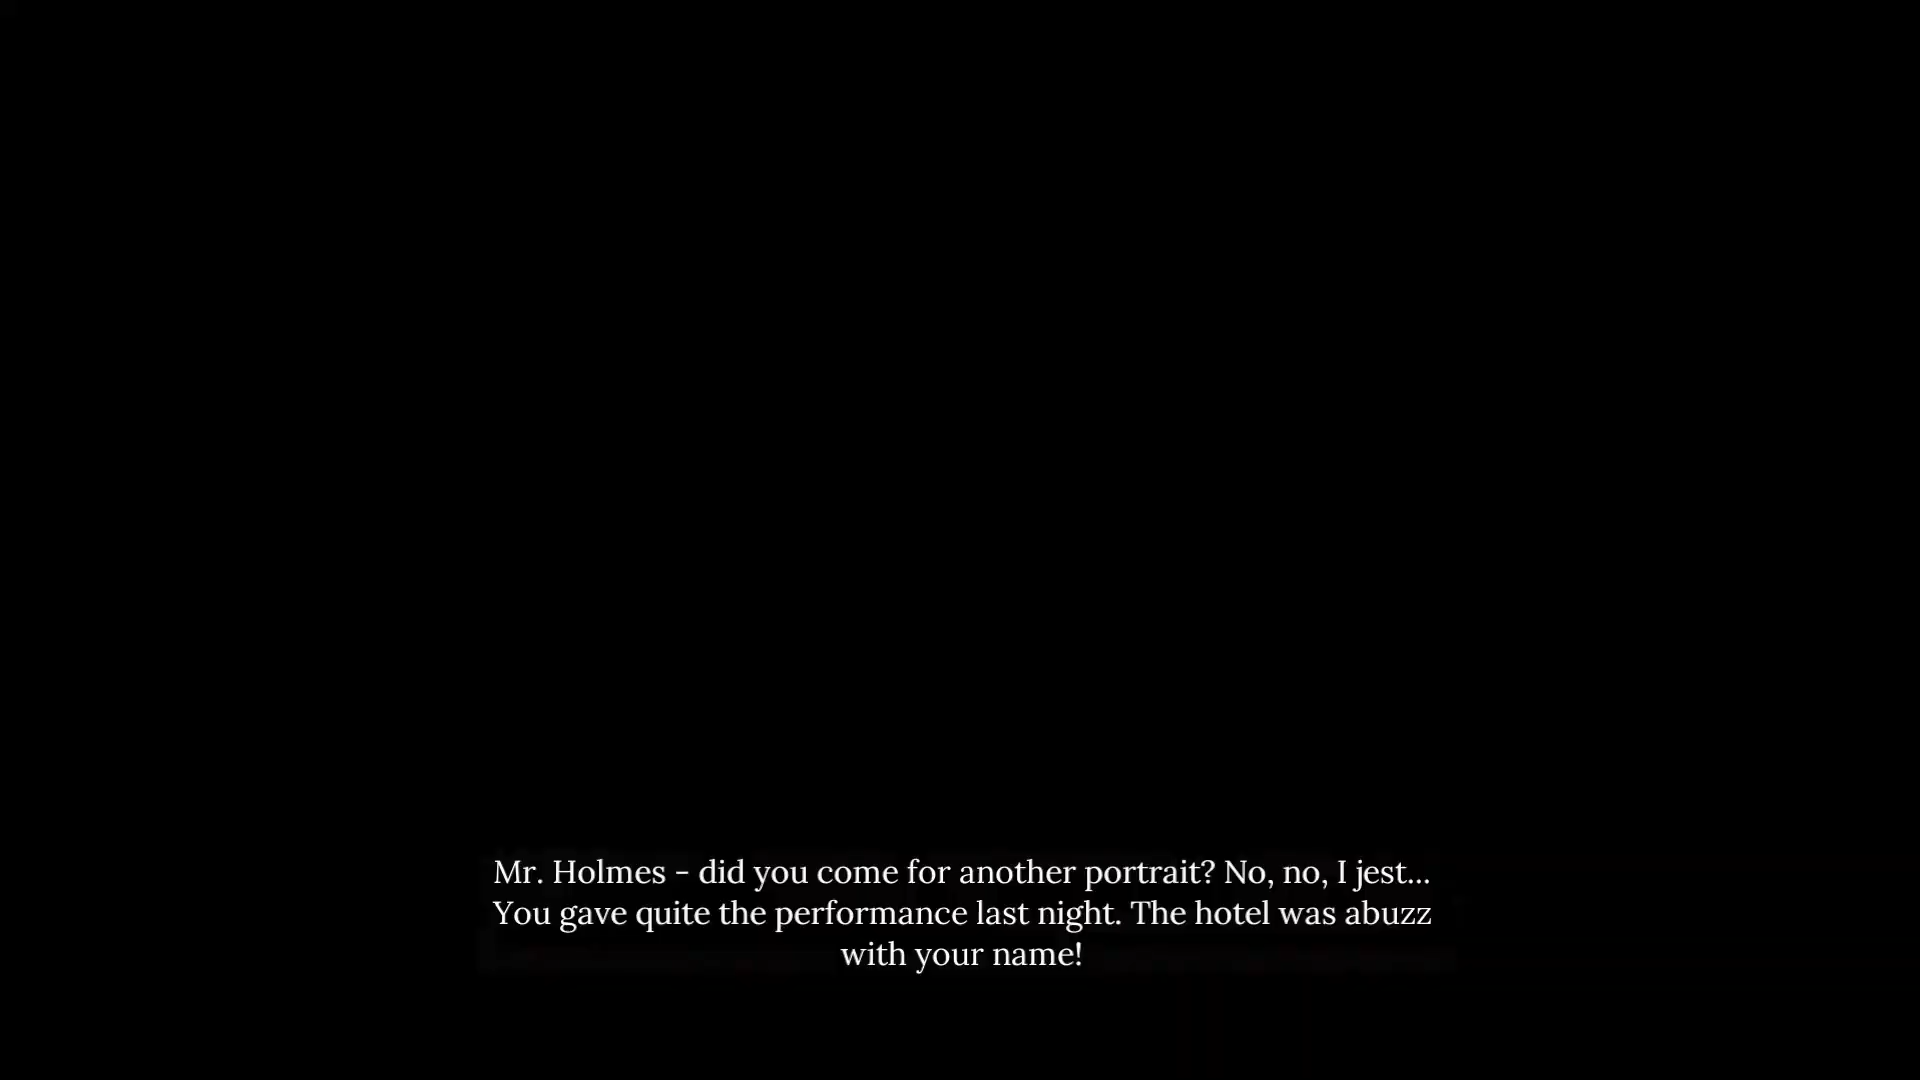 Mr. Holmes - did you come for another portrait? No, no, I jest...
You gave quite the performance last night. The hotel was abuzz
with your name!